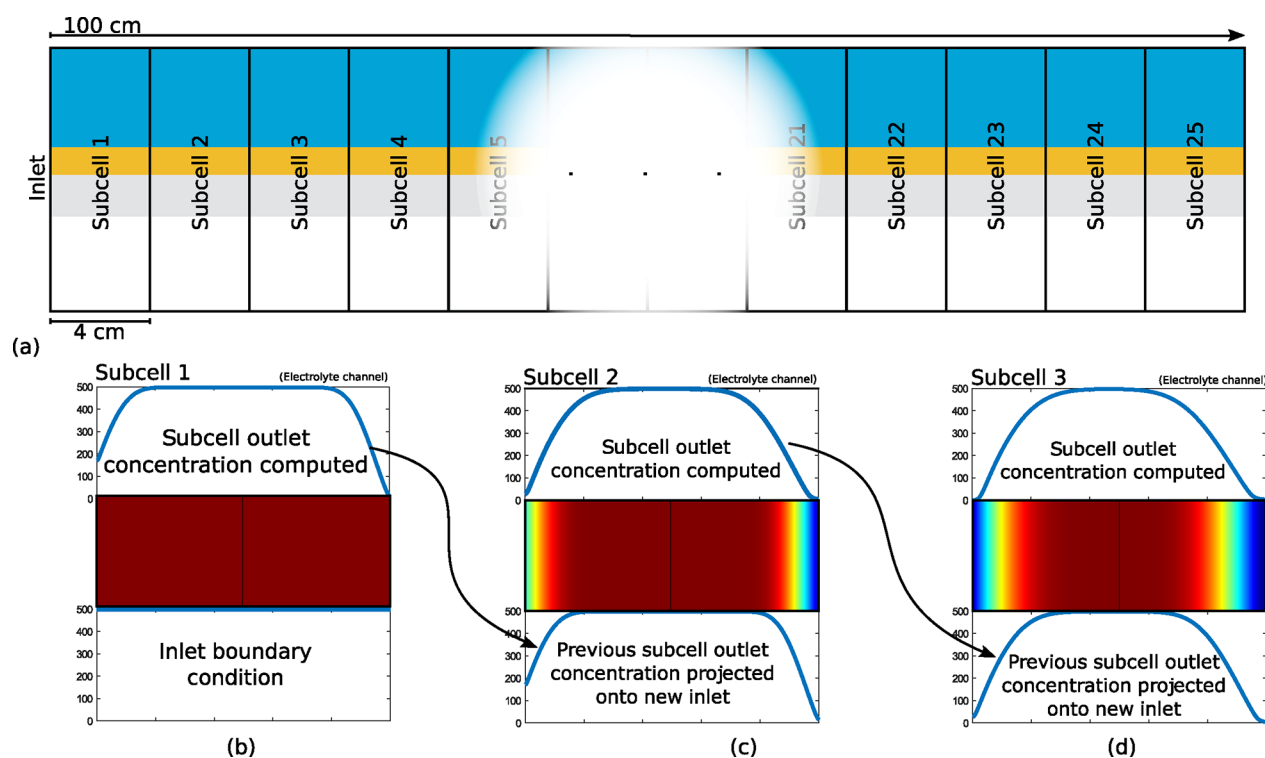 100 cm
Inlet
Subcell 1
Subcell 2
Subcell 3
Subcell 4
Subcell 5
Subcell 21
Subcell 22
Subcell 23
Subcell 24
Subcell 25
4 cm
(a)
Subcell 1
(Electrolyte channel)
500
400
300
200
100
0
Subcell outlet
concentration computed
500
400
300
200
100
0
Inlet boundary
condition
(b)
Subcell 2
(Electrolyte channel)
500
400
300
200
100
0
Subcell outlet
concentration computed
500
400
300
200
100
0
Previous subcell outlet
concentration projected
onto new inlet
(c)
Subcell 3
(Electrolyte channel)
500
400
300
200
100
0
Subcell outlet
concentration computed
500
400
300
200
100
0
Previous subcell outlet
concentration projected
onto new inlet
(d)